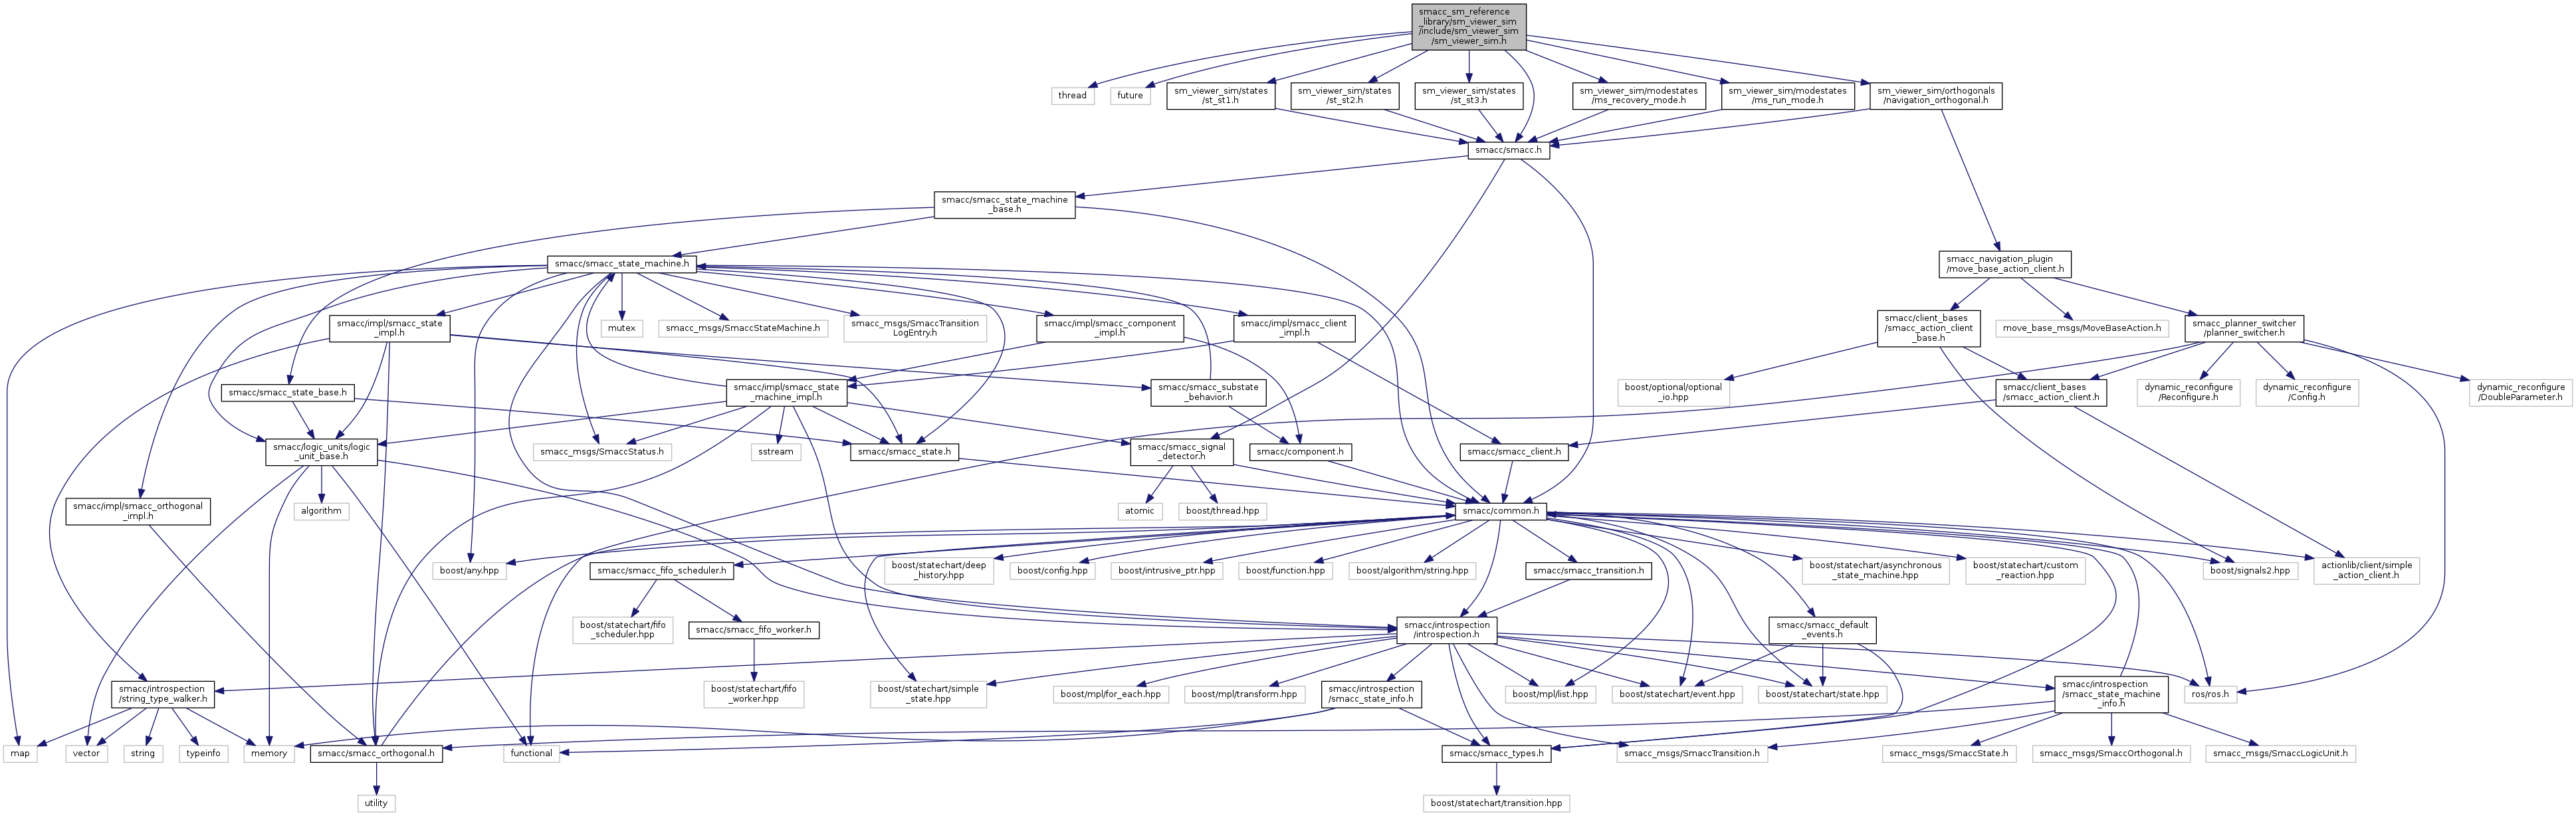 smacc_sm_reference
_library/sm_viewer_sim
/include/sm_viewer_sim
/sm_viewer_sim.h
thread
future
sm_viewer_sim/states
/st_st1.h
sm_viewer_sim/states
/st_st2.h
sm_viewer_sim/states
/st_st3.h
sm_viewer_sim/modestates
/ms_recovery_mode.h
sm_viewer_sim/modestates
/ms_run_mode.h
sm_viewer_sim/orthogonals
/navigation_orthogonal.h
smacc/smacc.h
smacc/smacc_state_machine
_base.h
smacc/smacc_state_machine.h
smacc_navigation_plugin
/move_base_action_client.h
smacc/impl/smacc_state
_impl.h
mutex
smacc_msgs/SmaccStateMachine.h
smacc_msgs/SmaccTransition
LogEntry.h
smacc/impl/smacc_component
_impl.h
smacc/impl/smacc_client
_impl.h
smacc/client_bases
/smacc_action_client
_base.h
move_base_msgs/MoveBaseAction.h
smacc_planner_switcher
/planner_switcher.h
smacc/smacc_state_base.h
smacc/impl/smacc_state
_machine_impl.h
smacc/smacc_substate
_behavior.h
boost/optional/optional
_io.hpp
smacc/client_bases
/smacc_action_client.h
dynamic_reconfigure
/Reconfigure.h
dynamic_reconfigure
/Config.h
dynamic_reconfigure
/DoubleParameter.h
smacc/logic_units/logic
_unit_base.h
smacc_msgs/SmaccStatus.h
sstream
smacc/smacc_state.h
smacc/smacc_signal
_detector.h
smacc/component.h
smacc/smacc_client.h
smacc/impl/smacc_orthogonal
_impl.h
algorithm
atomic
boost/thread.hpp
smacc/common.h
boost/any.hpp
smacc/smacc_fifo_scheduler.h
boost/statechart/deep
_history.hpp
boost/config.hpp
boost/intrusive_ptr.hpp
boost/function.hpp
boost/algorithm/string.hpp
smacc/smacc_transition.h
boost/statechart/asynchronous
_state_machine.hpp
boost/statechart/custom
_reaction.hpp
boost/signals2.hpp
actionlib/client/simple
_action_client.h
boost/statechart/fifo
_scheduler.hpp
smacc/smacc_fifo_worker.h
smacc/introspection
/introspection.h
smacc/smacc_default
_events.h
smacc/introspection
/string_type_walker.h
boost/statechart/fifo
_worker.hpp
boost/statechart/simple
_state.hpp
boost/mpl/for_each.hpp
boost/mpl/transform.hpp
smacc/introspection
/smacc_state_info.h
boost/mpl/list.hpp
boost/statechart/event.hpp
boost/statechart/state.hpp
smacc/introspection
/smacc_state_machine
_info.h
ros/ros.h
map
vector
string
typeinfo
memory
smacc/smacc_orthogonal.h
functional
smacc/smacc_types.h
smacc_msgs/SmaccTransition.h
smacc_msgs/SmaccState.h
smacc_msgs/SmaccOrthogonal.h
smacc_msgs/SmaccLogicUnit.h
utility
boost/statechart/transition.hpp